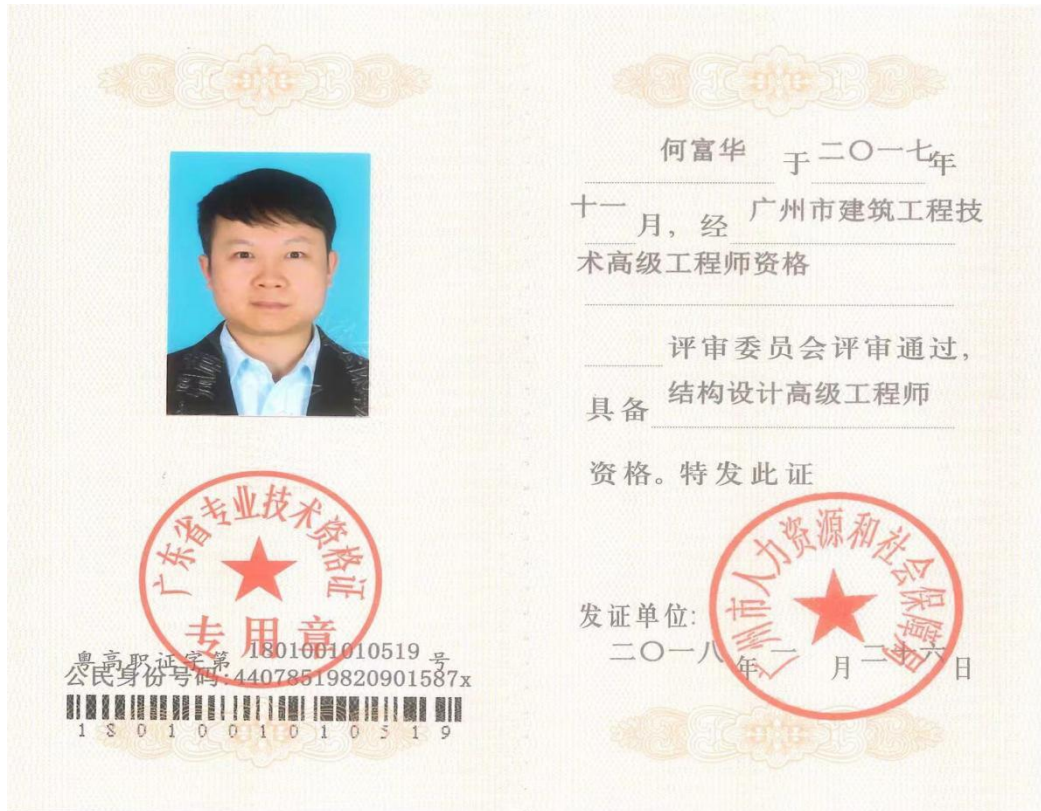 广东省专业技术资格证
专用章
粤高职证字第 1801001010519 号
公民身份号码:44078519820901587x
1801001010519
何富华 于 二〇一七年
十一月, 经 广州市建筑工程技
术高级工程师资格
评审委员会评审通过,
具备 结构设计高级工程师
资格。特发此证
广州市人力资源和社会保障局
发证单位:
二〇一八年 一 月 二十六日